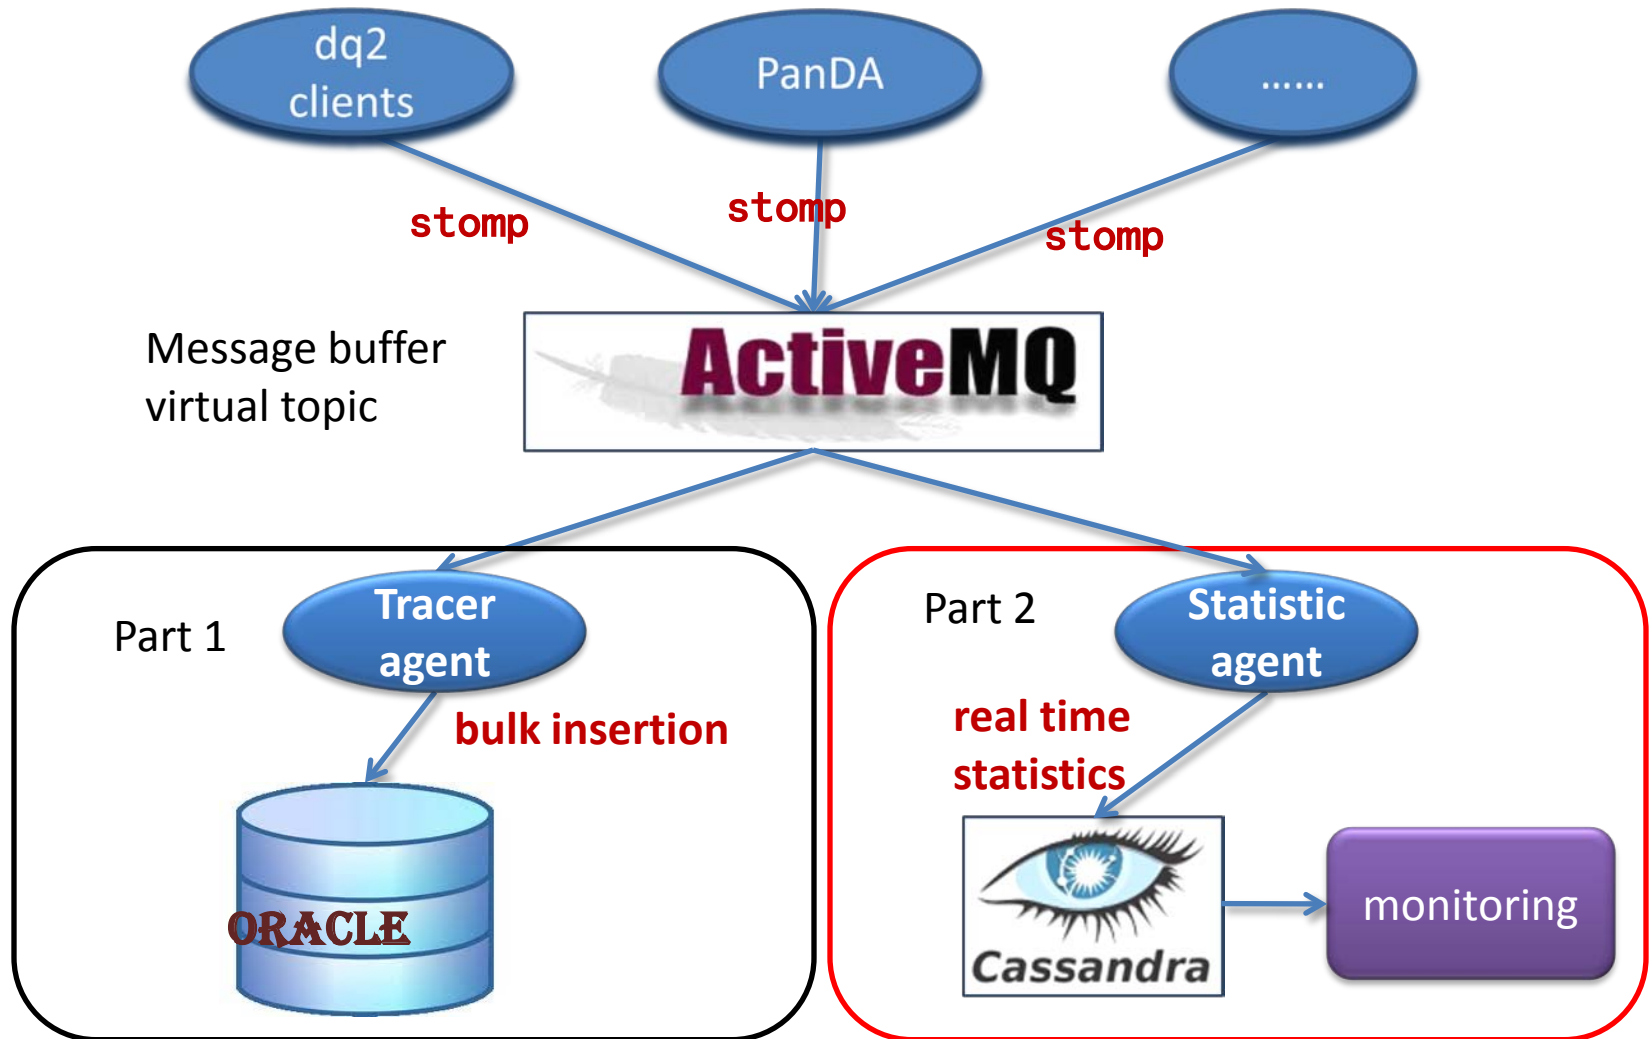 dq2
clients
PanDA
......
stomp
stomp
stomp
Message buffer
virtual topic
ActiveMQ
Part 1
Tracer
agent
bulk insertion
ORACLE
Part 2
Statistic
agent
real time
statistics
Cassandra
monitoring